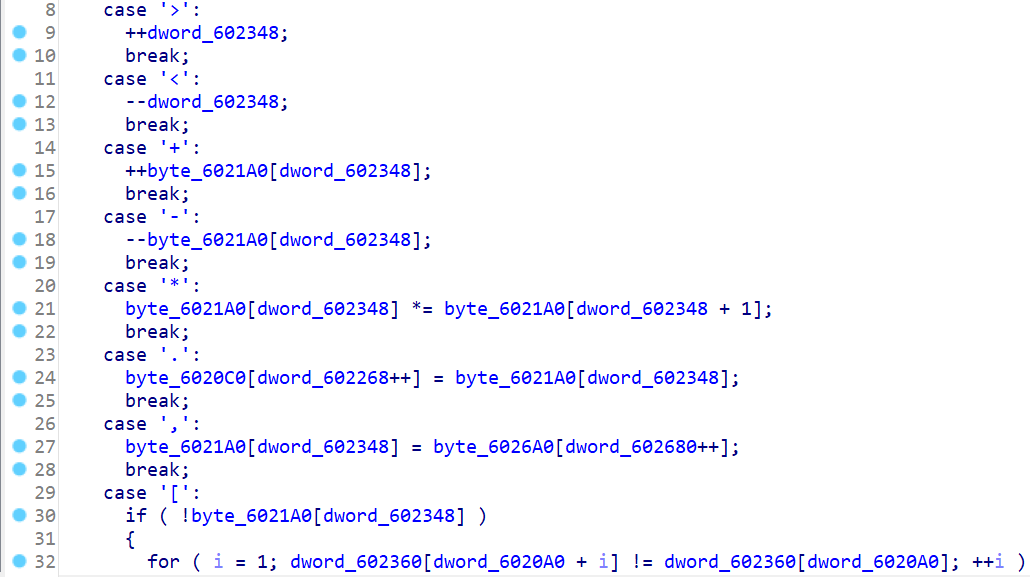 8 case '>':
9 ++dword_602348;
10 break;
11 case '<':
12 --dword_602348;
13 break;
14 case '+':
15 ++byte_6021A0[dword_602348];
16 break;
17 case '-':
18 --byte_6021A0[dword_602348];
19 break;
20 case '*':
21 byte_6021A0[dword_602348] *= byte_6021A0[dword_602348 + 1];
22 break;
23 case '.':
24 byte_6020C0[dword_602268++] = byte_6021A0[dword_602348];
25 break;
26 case ',':
27 byte_6021A0[dword_602348] = byte_6026A0[dword_602680++];
28 break;
29 case '[':
30 if ( !byte_6021A0[dword_602348] )
31 {
32 for ( i = 1; dword_602360[dword_6020A0 + i] != dword_602360[dword_6020A0]; ++i )